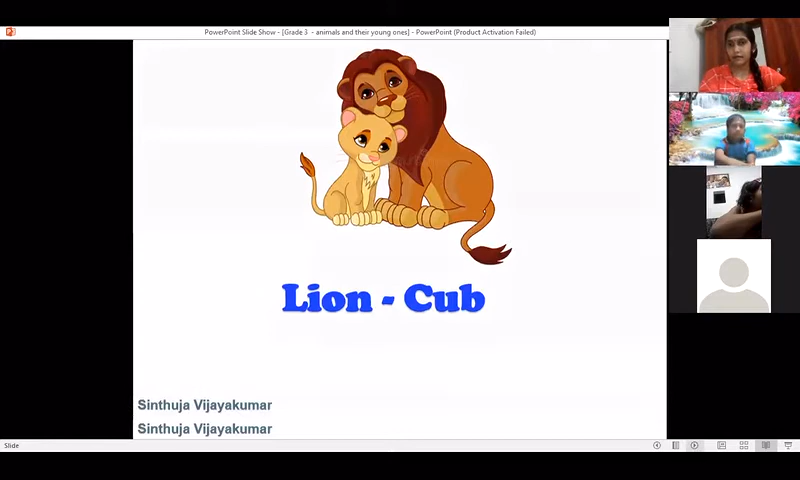 PowerPoint Slide Show - [Grade 3 - animals and their young ones] - PowerPoint (Product Activation Failed)
Lion - Cub
Sinthuja Vijayakumar
Sinthuja Vijayakumar
Slide